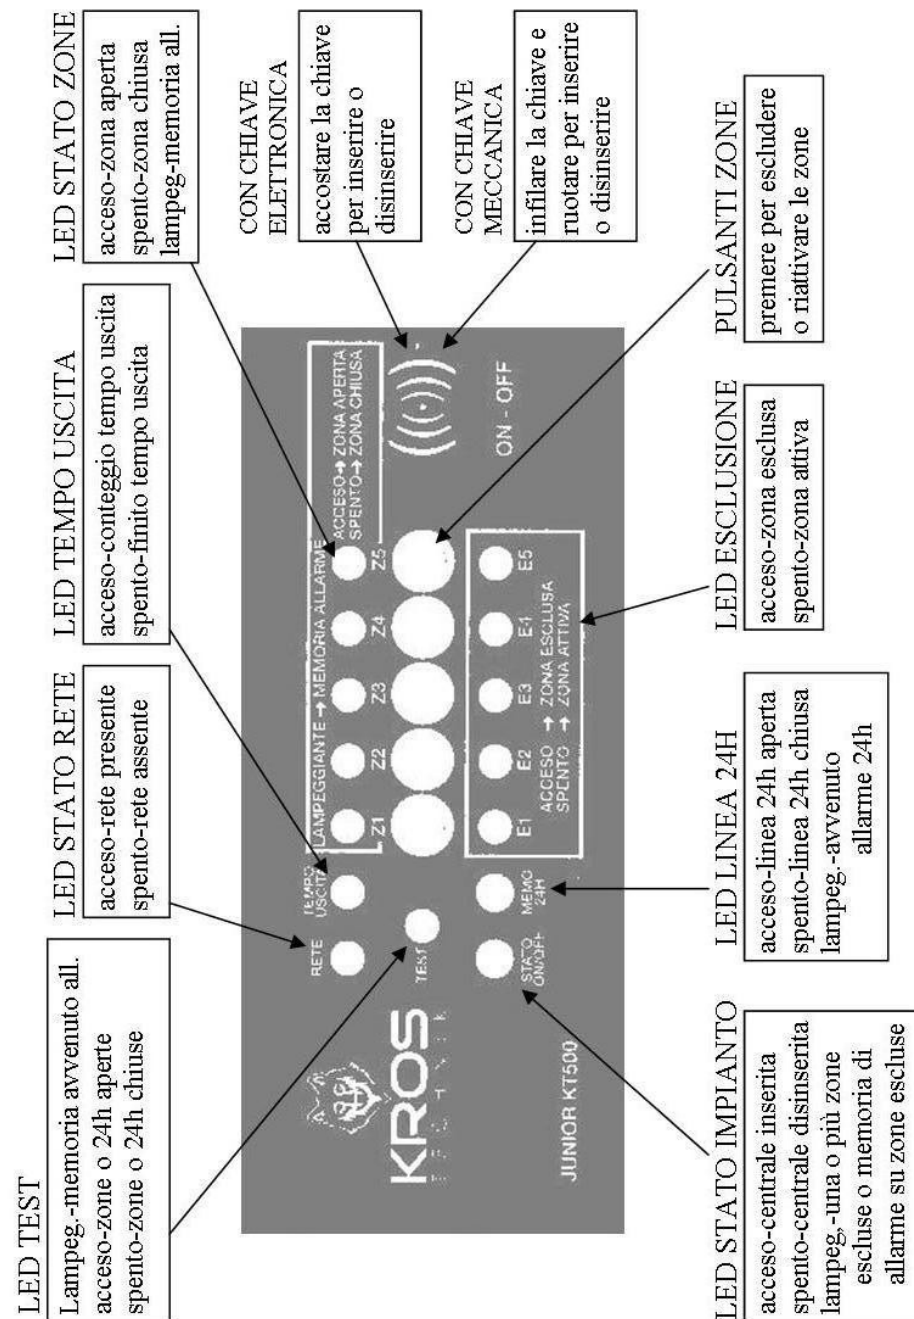 LED TEST
Lampeg.-memoria avvenuto all.
acceso-zone o 24h aperte
spento-zone o 24h chiuse
LED STATO RETE
acceso-rete presente
spento-rete assente
LED TEMPO USCITA
acceso-conteggio tempo uscita
spento-finito tempo uscita
LED STATO ZONE
acceso-zona aperta
spento-zona chiusa
lampeg-memoria all.
CON CHIAVE
ELETTRONICA
accostare la chiave
per inserire o
disinserire
CON CHIAVE
MECCANICA
infilare la chiave e
ruotare per inserire
o disinserire
RETE
TEMPO
USCITA
LAMPEGGIANTE → MEMORIA ALLARME
ACCESO → ZONA APERTA
SPENTO → ZONA CHIUSA
Z1 Z2 Z3 Z4 Z5
TEST
KROS
JUNIOR KT500
STATO
ON/OFF
MEMO
24H
E1 E2 E3 E4 E5
ACCESO → ZONA ESCLUSA
SPENTO → ZONA ATTIVA
ON - OFF
LED STATO IMPIANTO
acceso-centrale inserita
spento-centrale disinserita
lampeg,-una o più zone
escluse o memoria di
allarme su zone escluse
LED LINEA 24H
acceso-linea 24h aperta
spento-linea 24h chiusa
lampeg.-avvenuto
allarme 24h
LED ESCLUSIONE
acceso-zona esclusa
spento-zona attiva
PULSANTI ZONE
premere per escludere
o riattivare le zone